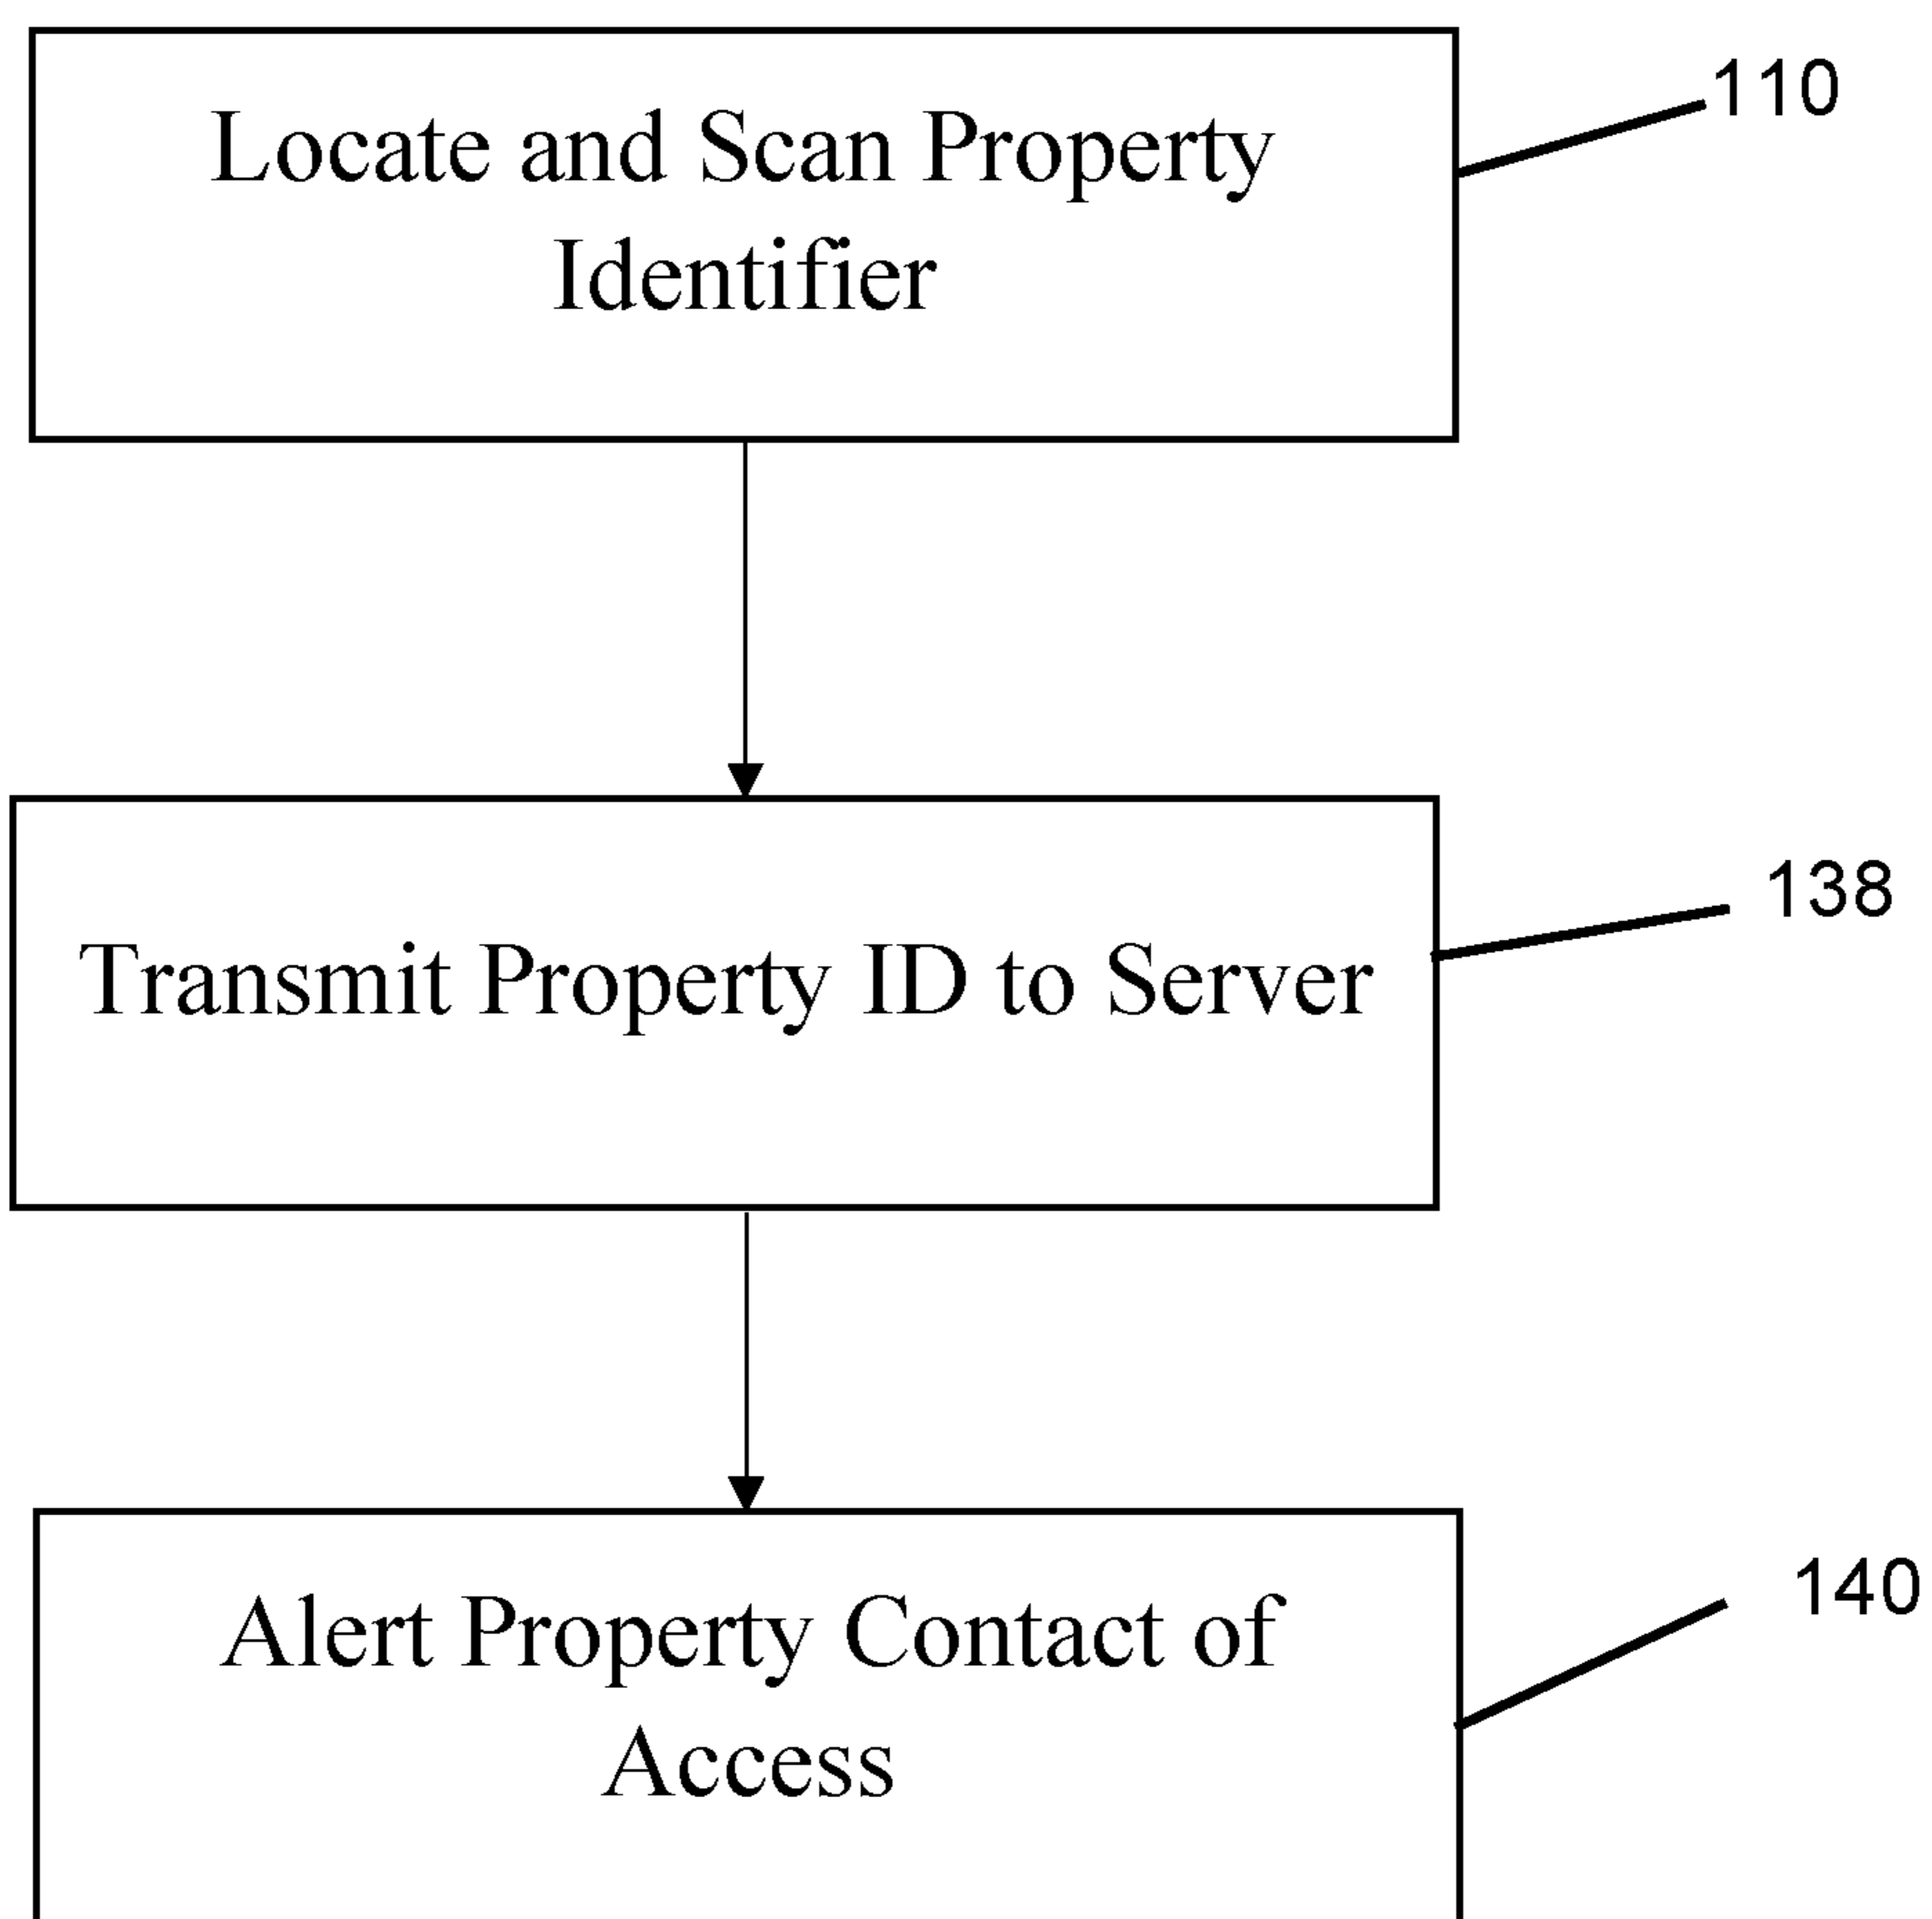 Locate and Scan Property
Identifier
110
Transmit Property ID to Server
138
Alert Property Contact of
Access
140